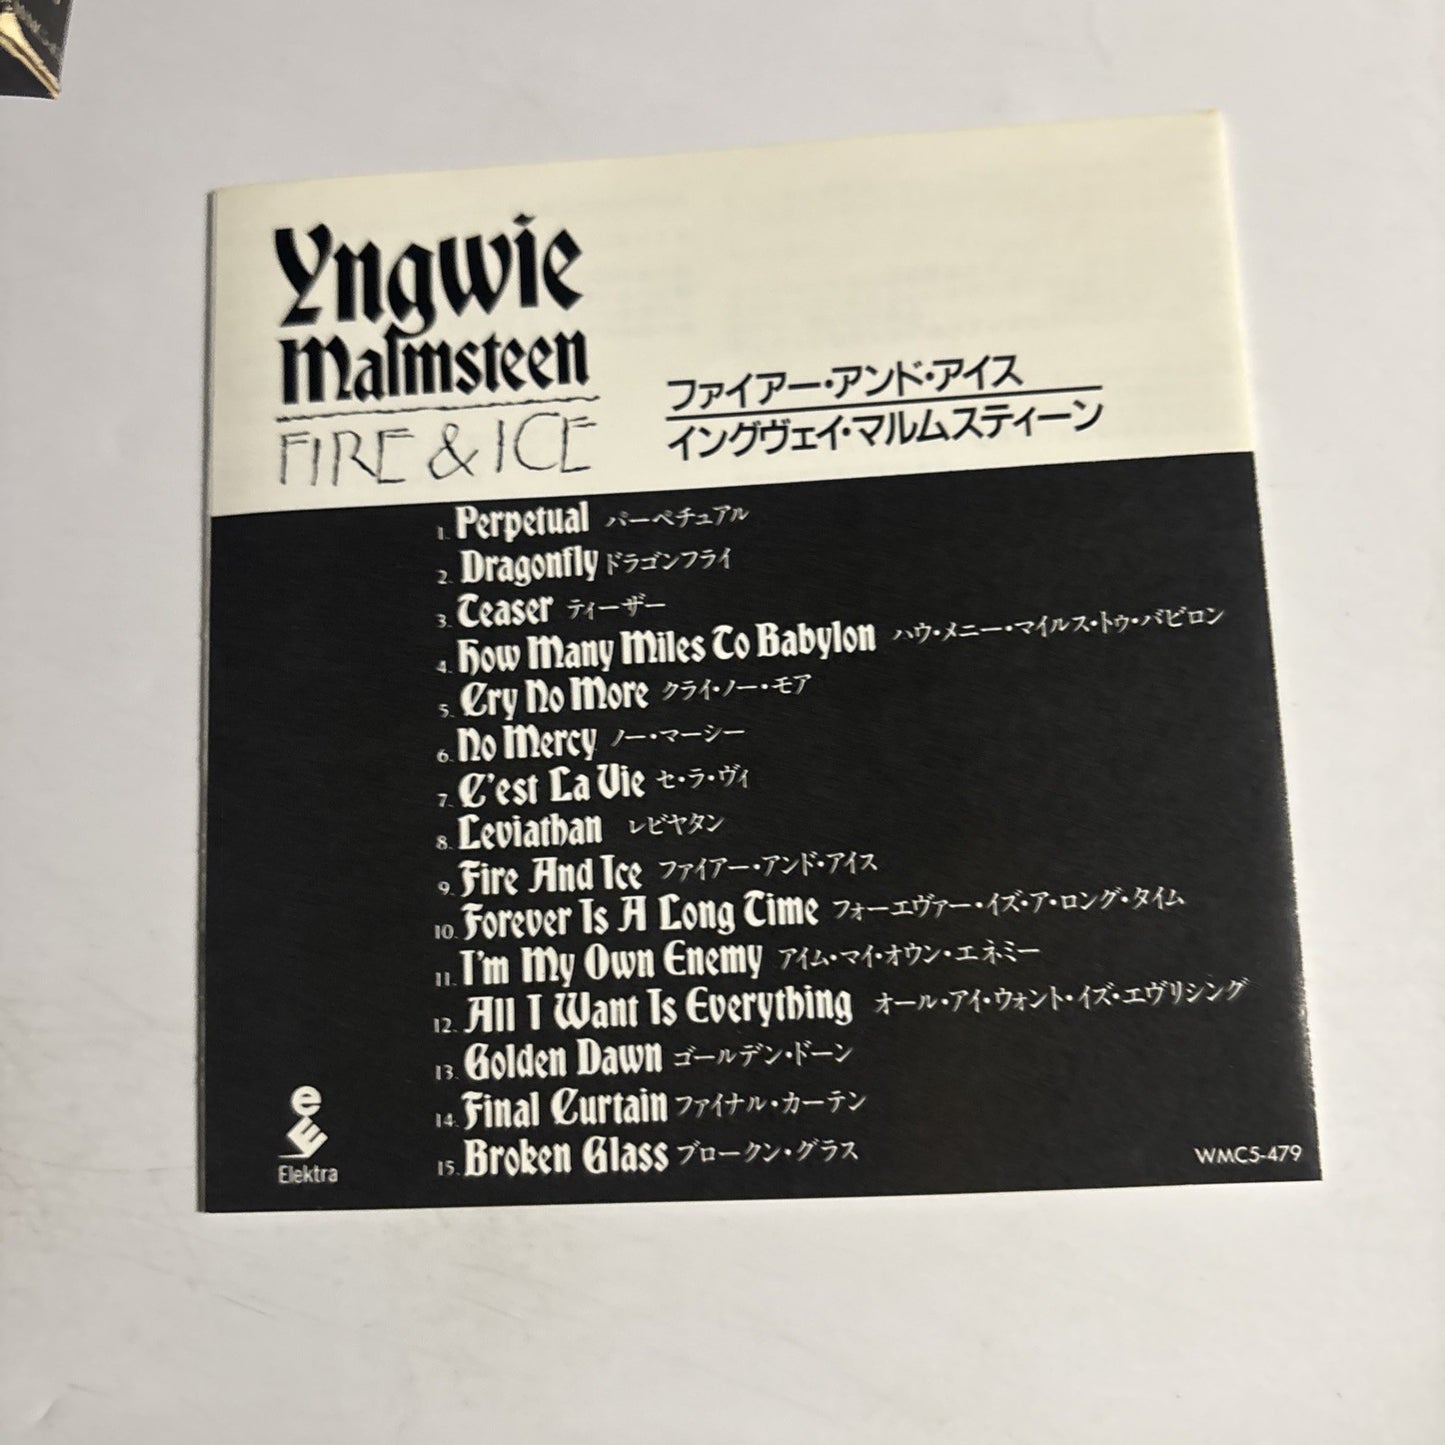 Yngwie
Malmsteen
FIRE & ICE
ファイアー・アンド・アイス
イングヴェイ・マルムスティーン
1. Perpetual パーペチュアル
2. Dragonfly ドラゴンフライ
3. Teaser ティーザー
4. How Many Miles To Babylon ハウ・メニー・マイルス・トゥ・バビロン
5. Cry No More クライ・ノー・モア
6. No Mercy ノー・マーシー
7. C'est La Vie セ・ラ・ヴィ
8. Leviathan レビヤタン
9. Fire And Ice ファイアー・アンド・アイス
10. Forever Is A Long Time フォーエヴァー・イズ・ア・ロング・タイム
11. I'm My Own Enemy アイム・マイ・オウン・エネミー
12. All I Want Is Everything オール・アイ・ウォント・イズ・エヴリシング
13. Golden Dawn ゴールデン・ドーン
14. Final Curtain ファイナル・カーテン
15. Broken Glass ブロークン・グラス
Elektra
WMC5-479